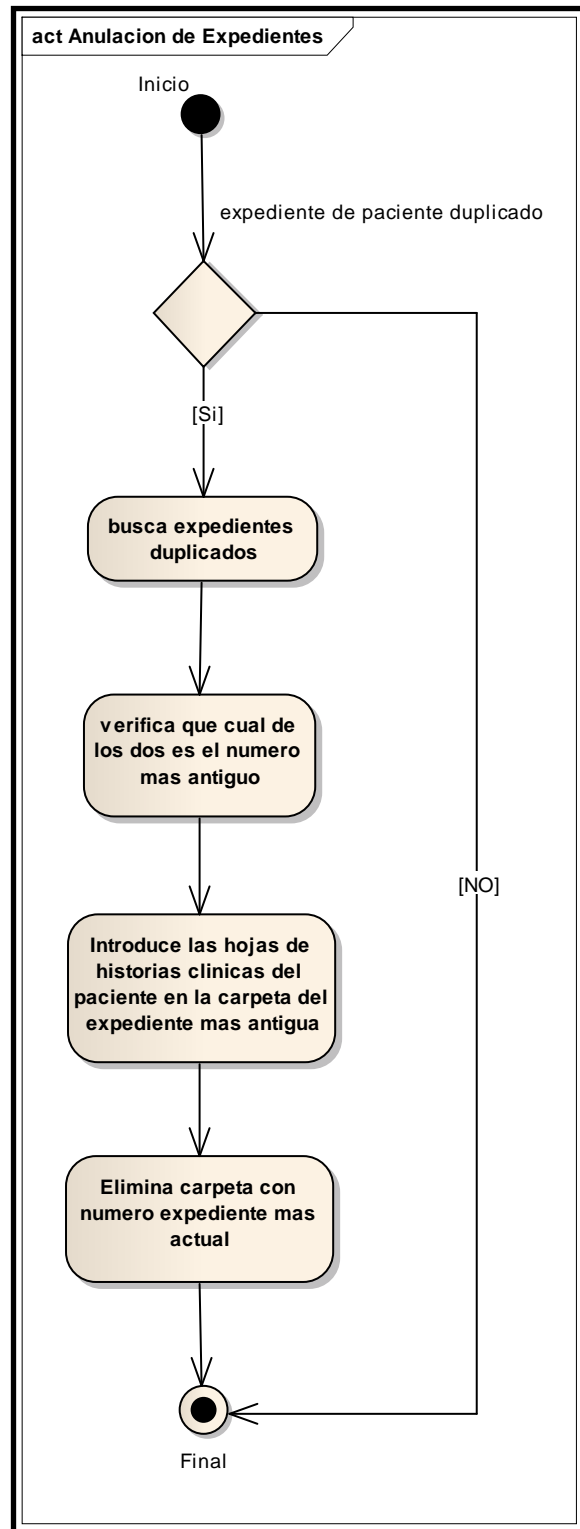 act Anulacion de Expedientes
Inicio
expediente de paciente duplicado
[Si]
busca expedientes
duplicados
verifica que cual de
los dos es el numero
mas antiguo
[NO]
Introduce las hojas de
historias clinicas del
paciente en la carpeta del
expediente mas antigua
Elimina carpeta con
numero expediente mas
actual
Final